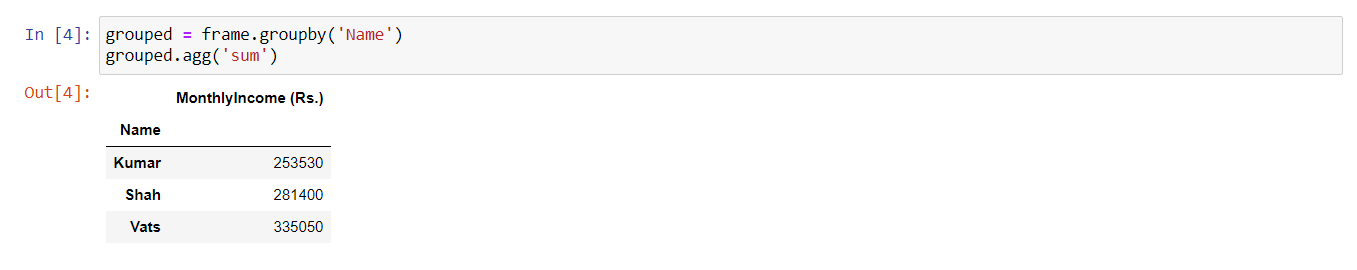 In [4]: grouped = frame.groupby('Name')
grouped.agg('sum')
Out[4]:
MonthlyIncome (Rs.)
Name
Kumar 253530
Shah 281400
Vats 335050